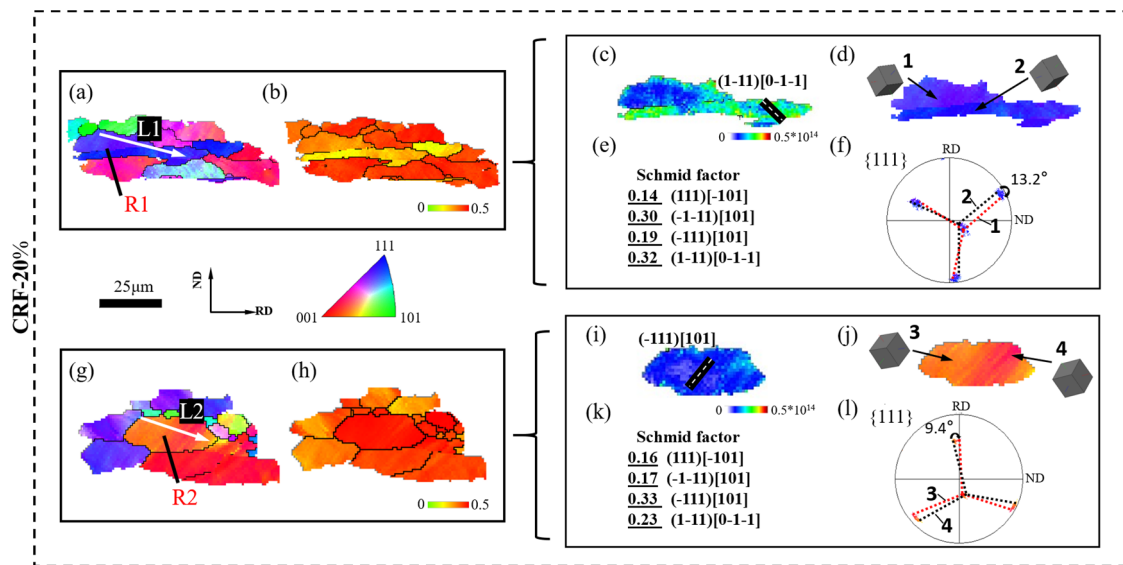 CRF-20%
(a)
L1
R1
(b)
0
0.5
25μm
ND
RD
111
001
101
(c)
(1-11)[0-1-1]
0
0.5*10^14
(d)
1
2
(e)
Schmid factor
0.14 (111)[-101]
0.30 (-1-11)[101]
0.19 (-111)[101]
0.32 (1-11)[0-1-1]
(f)
{111}
RD
13.2°
2
ND
1
(g)
L2
R2
(h)
0
0.5
(i)
(-111)[101]
0
0.5*10^14
(j)
3
4
(k)
Schmid factor
0.16 (111)[-101]
0.17 (-1-11)[101]
0.33 (-111)[101]
0.23 (1-11)[0-1-1]
(l)
{111}
RD
9.4°
ND
3
4